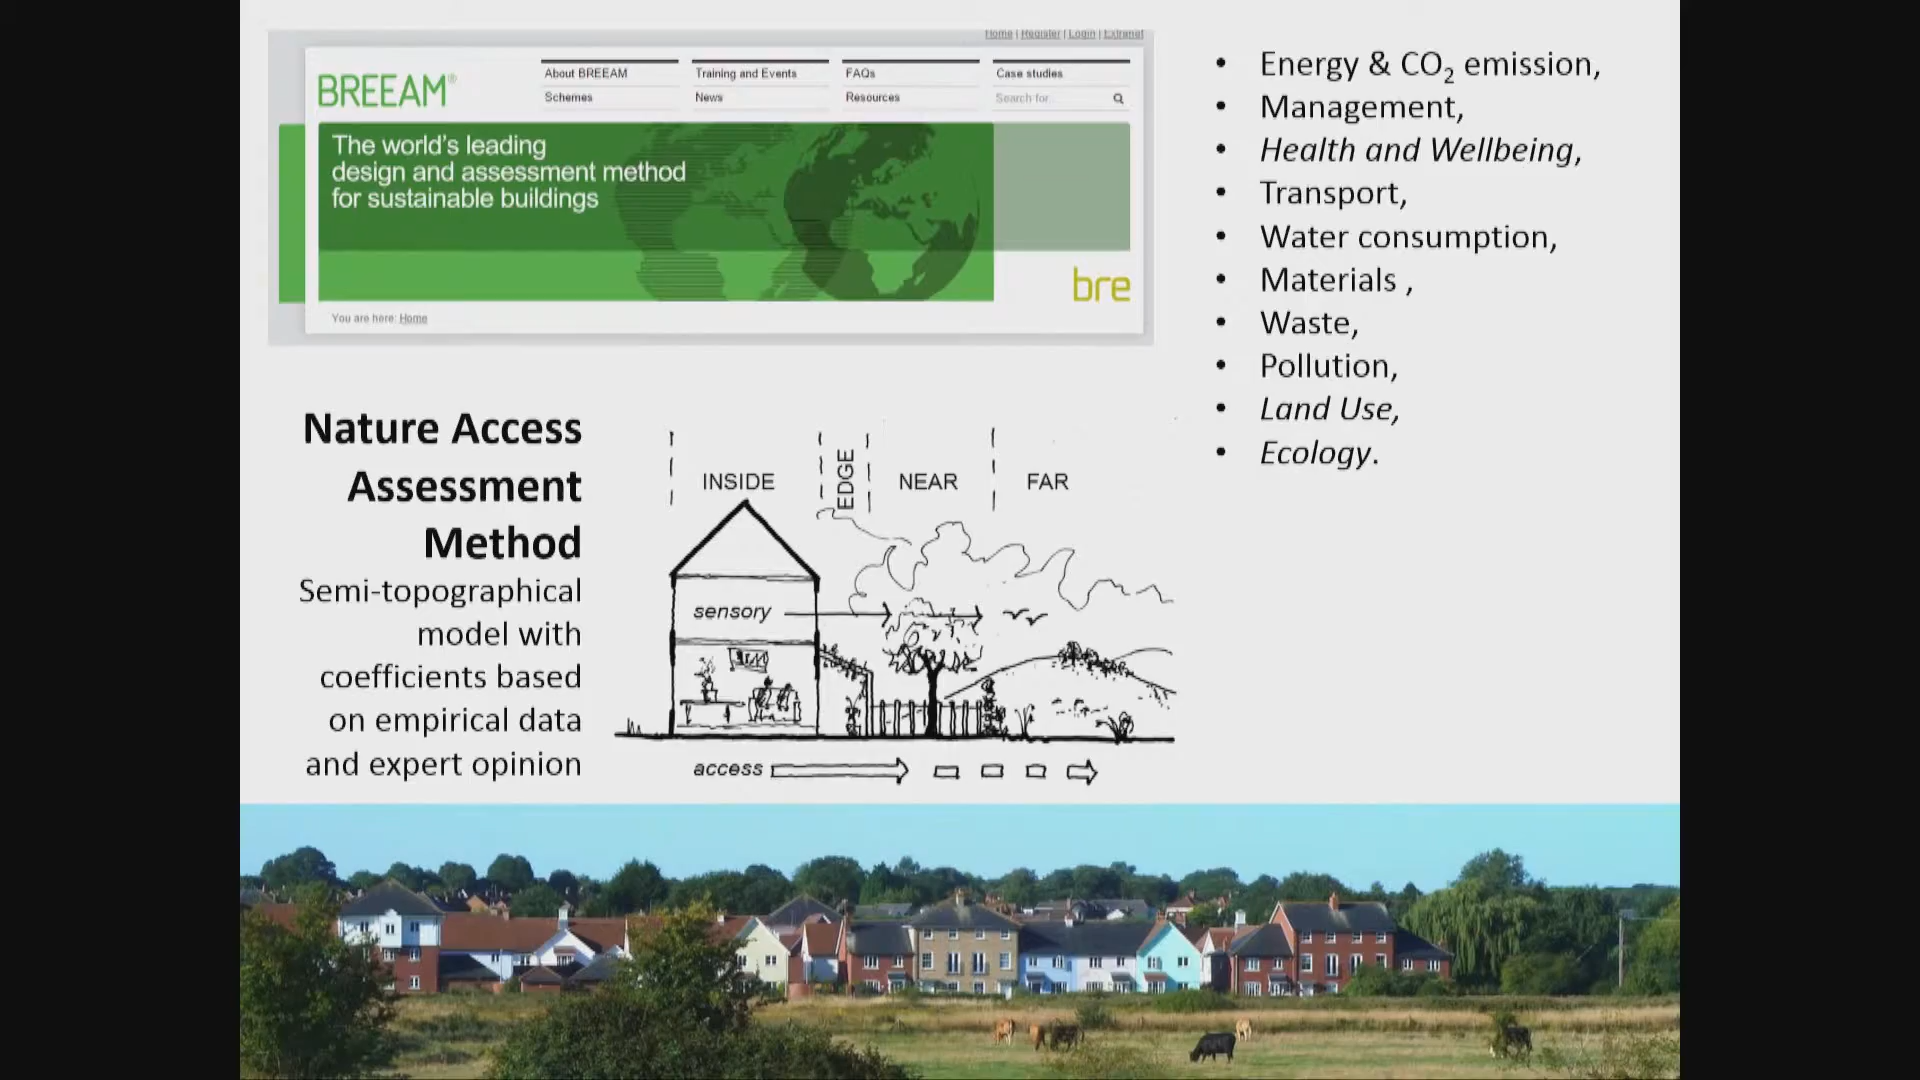 Home | Register | Login | Extranet
BREEAM®
About BREEAM
Training and Events
FAQs
Case studies
Schemes
News
Resources
Search for...
The world's leading
design and assessment method
for sustainable buildings
bre
You are here: Home
• Energy & CO₂ emission,
• Management,
• Health and Wellbeing,
• Transport,
• Water consumption,
• Materials ,
• Waste,
• Pollution,
• Land Use,
• Ecology.
Nature Access
Assessment
Method
Semi-topographical
model with
coefficients based
on empirical data
and expert opinion
INSIDE
EDGE
NEAR
FAR
sensory
access